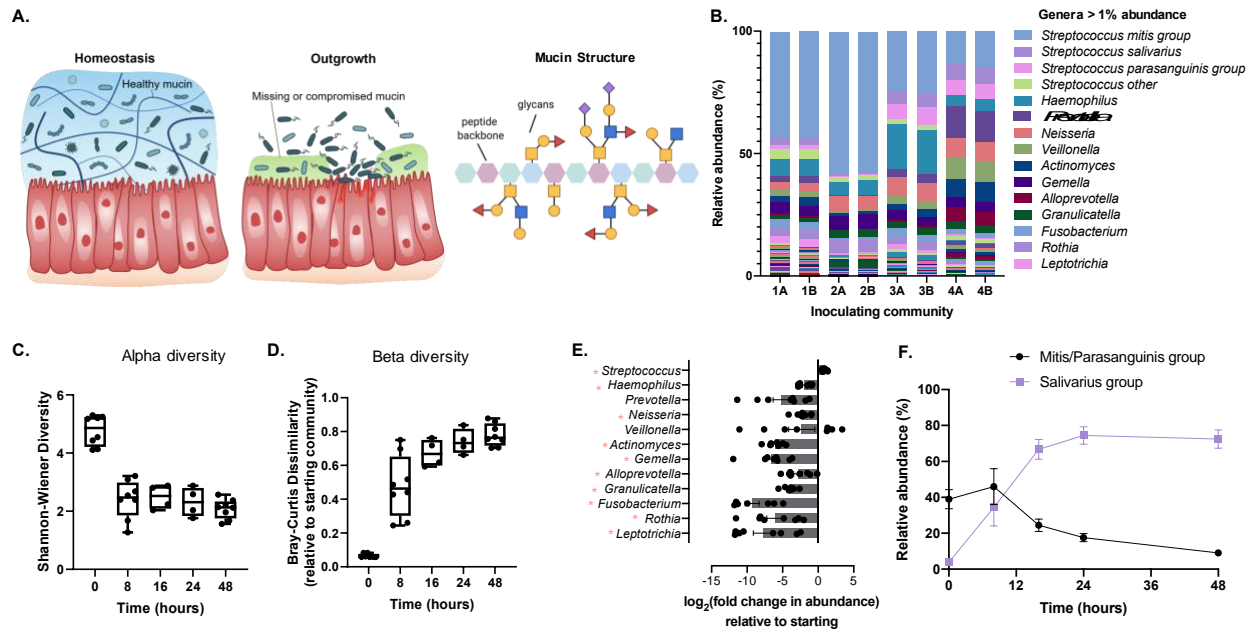 A.
Homeostasis
Healthy mucin
Outgrowth
Missing or compromised mucin
Mucin Structure
glycans
peptide
backbone
B.
Relative abundance (%)
100
50
0
1A 1B 2A 2B 3A 3B 4A 4B
Inoculating community
Genera > 1% abundance
Streptococcus mitis group
Streptococcus salivarius
Streptococcus parasanguinis group
Streptococcus other
Haemophilus
Neisseria
Veillonella
Actinomyces
Gemella
Alloprevotella
Granulicatella
Fusobacterium
Rothia
Leptotrichia
C.
Alpha diversity
Shannon-Wiener Diversity
6
4
2
0
0 8 16 24 48
Time (hours)
D.
Beta diversity
Bray-Curtis Dissimilarity
(relative to starting community)
1.0
0.8
0.6
0.4
0.2
0.0
0 8 16 24 48
Time (hours)
E.
* Streptococcus
* Haemophilus
Prevotella
* Neisseria
Veillonella
* Actinomyces
* Gemella
* Alloprevotella
* Granulicatella
* Fusobacterium
* Rothia
* Leptotrichia
-15 -10 -5 0 5
log2(fold change in abundance)
relative to starting
F.
Mitis/Parasanguinis group
Salivarius group
Relative abundance (%)
100
80
60
40
20
0
0 12 24 36 48
Time (hours)